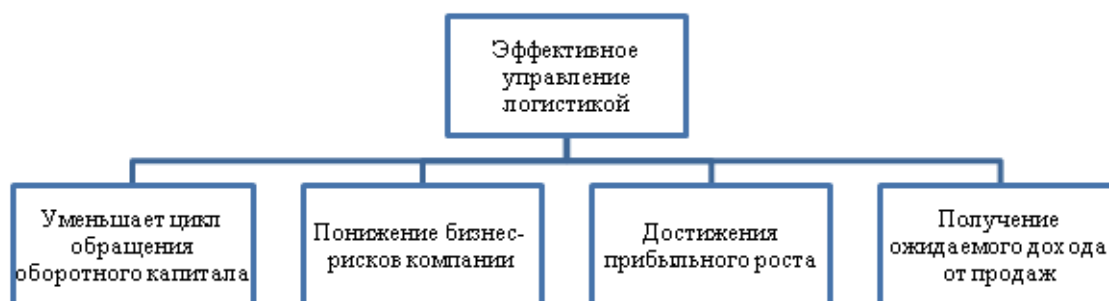 Эффективное
управление
логистикой
Уменьшает цикл
обращения
оборотного капитала
Понижение бизнес-
рисков компании
Достижения
прибыльного роста
Получение
ожидаемого дохода
от продаж